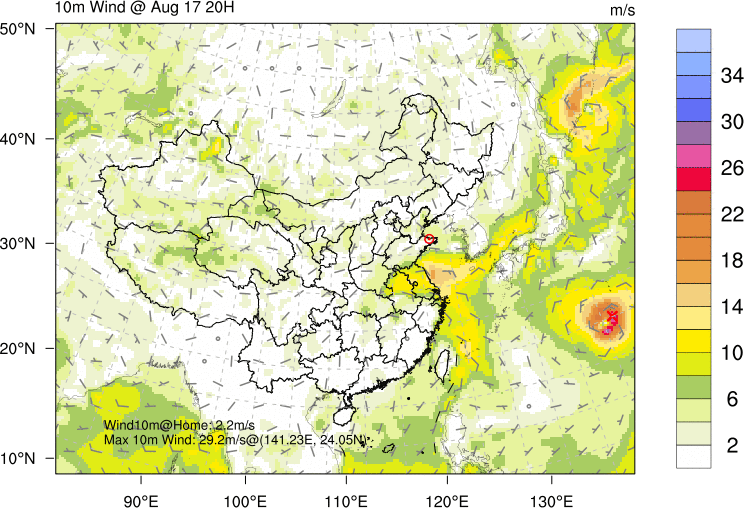 10m Wind @ Aug 17 20H
m/s
50°N
40°N
30°N
20°N
10°N
90°E
100°E
110°E
120°E
130°E
Wind10m@Home: 2.2m/s
Max 10m Wind: 29.2m/s@(141.23E, 24.05N)
34
30
26
22
18
14
10
6
2